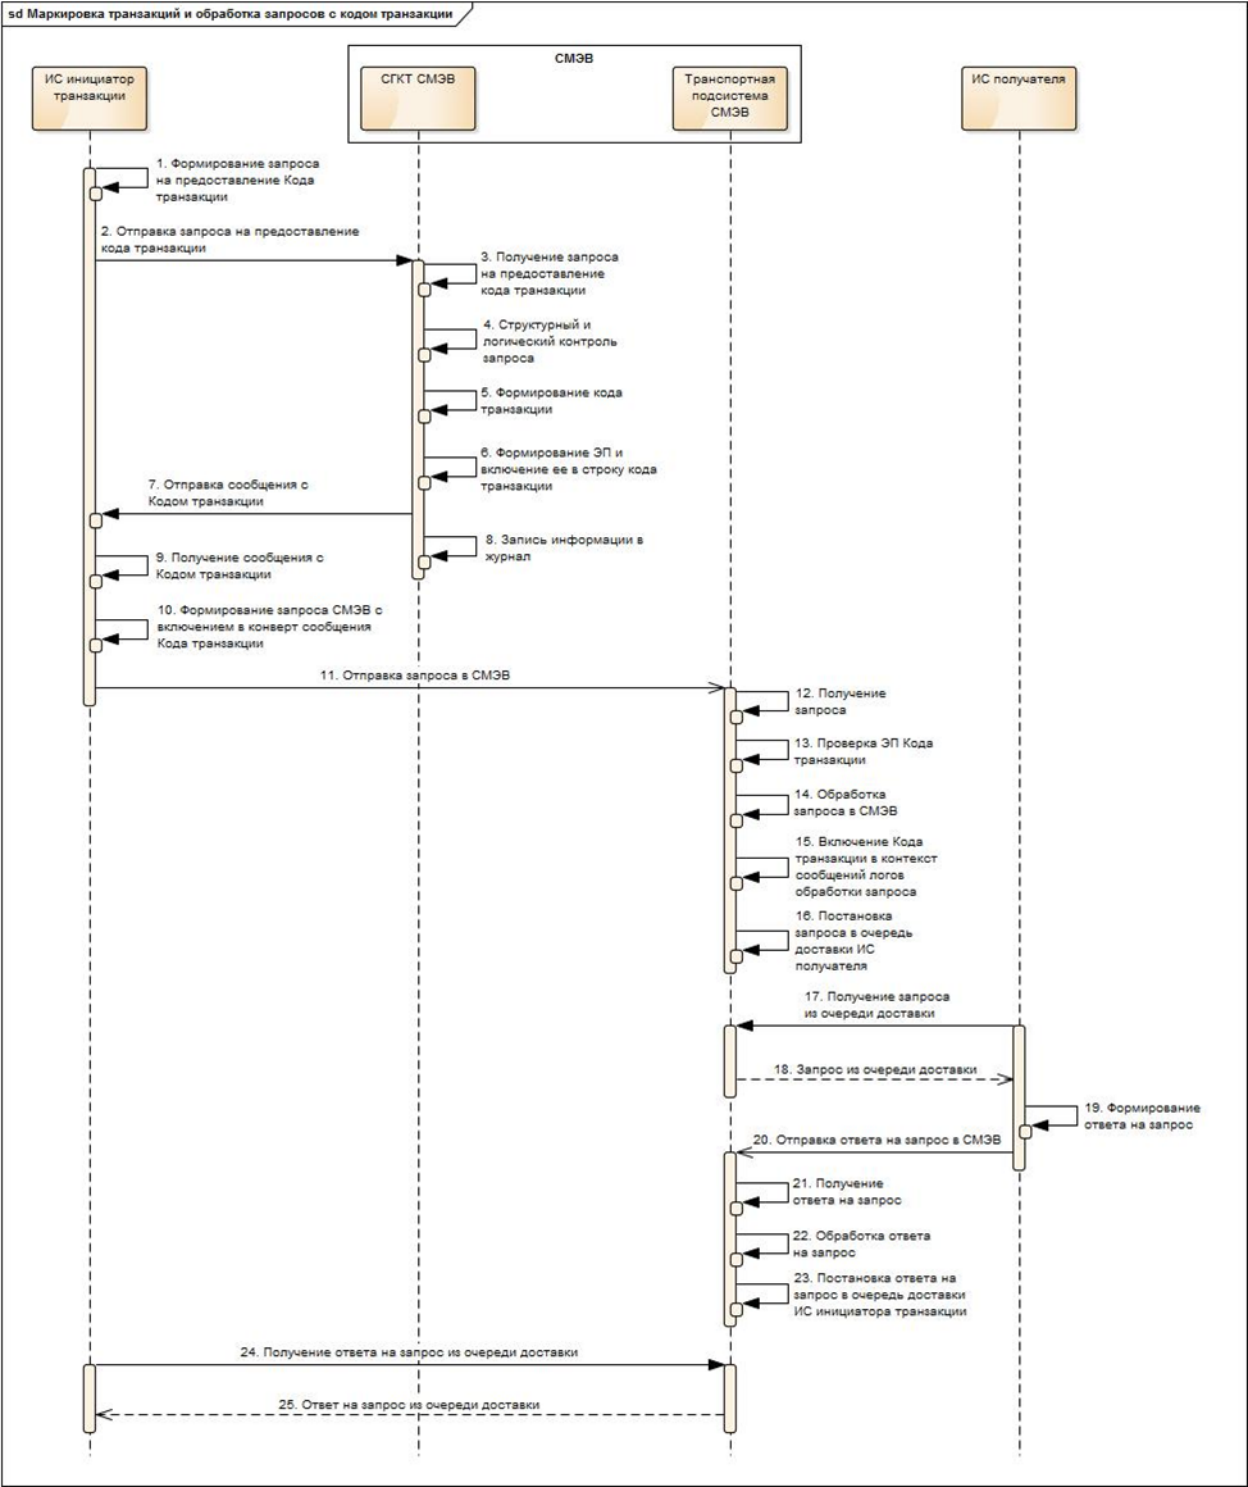 sd Маркировка транзакций и обработка запросов с кодом транзакции
СМЭВ
ИС инициатор
транзакции
СГКТ СМЭВ
Транспортная
подсистема
СМЭВ
ИС получателя
1. Формирование запроса
на предоставление Кода
транзакции
2. Отправка запроса на предоставление
кода транзакции
3. Получение запроса
на предоставление
кода транзакции
4. Структурный и
логический контроль
запроса
5. Формирование кода
транзакции
6. Формирование ЭП и
включение ее в строку кода
транзакции
7. Отправка сообщения с
Кодом транзакции
8. Запись информации в
журнал
9. Получение сообщения с
Кодом транзакции
10. Формирование запроса СМЭВ с
включением в конверт сообщения
Кода транзакции
11. Отправка запроса в СМЭВ
12. Получение
запроса
13. Проверка ЭП Кода
транзакции
14. Обработка
запроса в СМЭВ
15. Включение Кода
транзакции в контекст
сообщений логов
обработки запроса
16. Постановка
запроса в очередь
доставки ИС
получателя
17. Получение запроса
из очереди доставки
18. Запрос из очереди доставки
19. Формирование
ответа на запрос
20. Отправка ответа на запрос в СМЭВ
21. Получение
ответа на запрос
22. Обработка ответа
на запрос
23. Постановка ответа на
запрос в очередь доставки
ИС инициатора транзакции
24. Получение ответа на запрос из очереди доставки
25. Ответ на запрос из очереди доставки